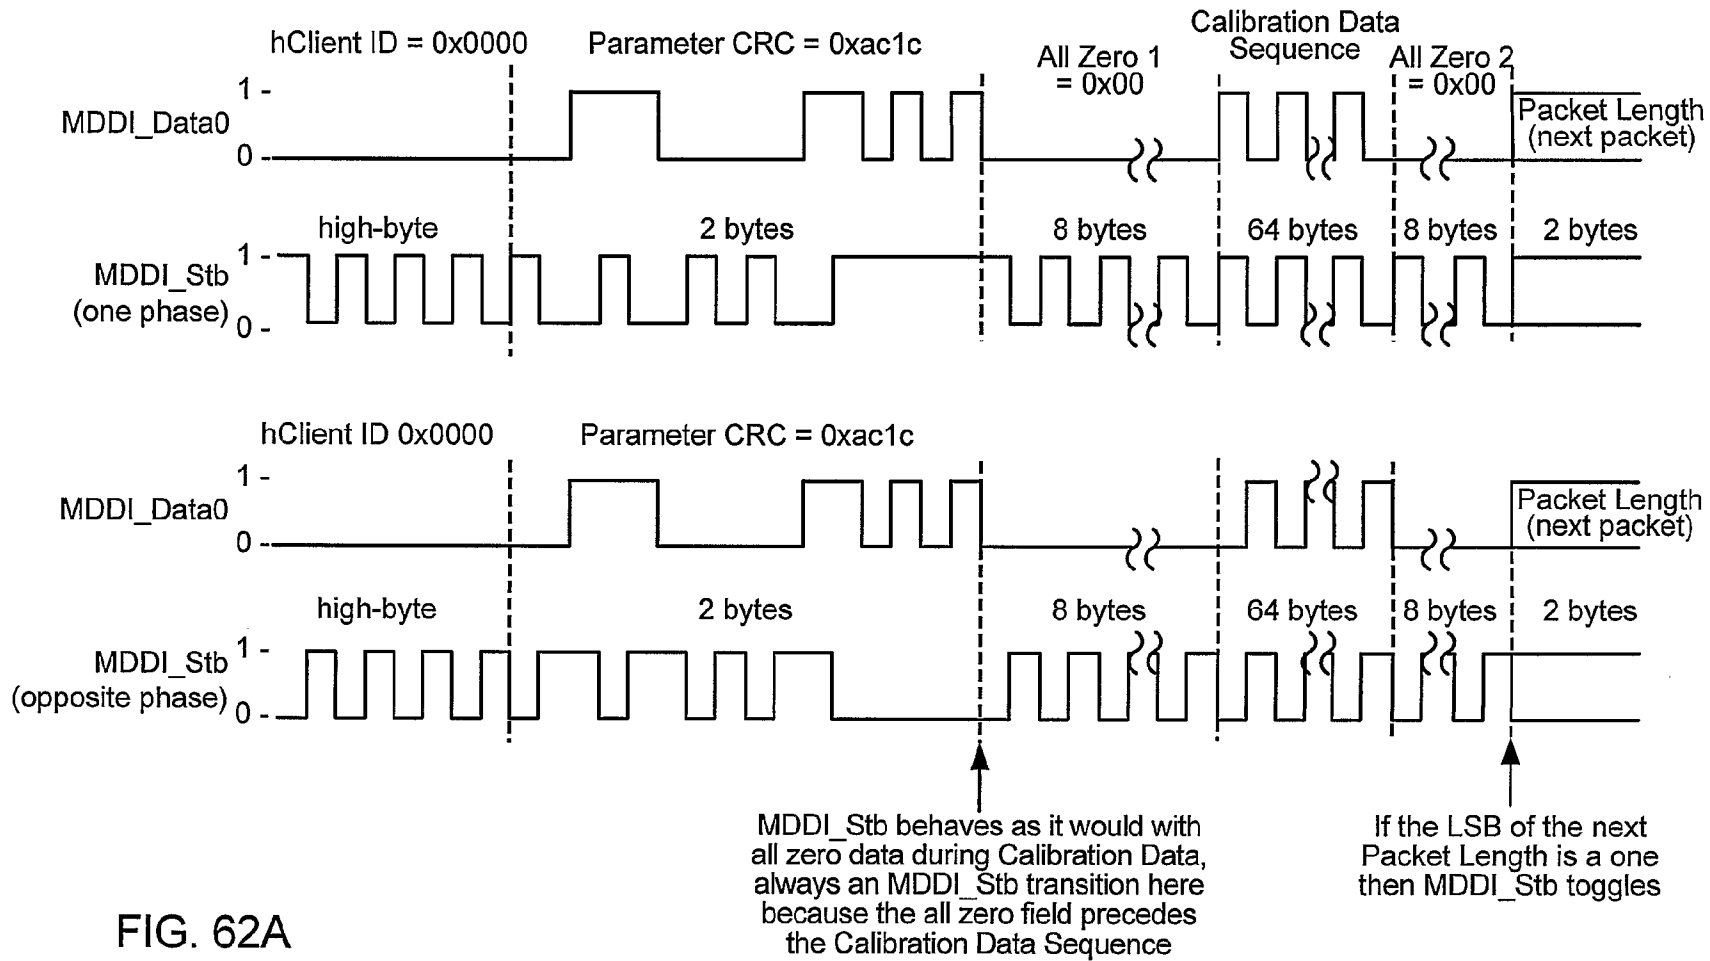 hClient ID = 0x0000
Parameter CRC = 0xac1c
All Zero 1
= 0x00
Calibration Data
Sequence
All Zero 2
= 0x00
MDDI_Data0
1 -
0 -
Packet Length
(next packet)
high-byte
2 bytes
8 bytes
64 bytes
8 bytes
2 bytes
MDDI_Stb
(one phase)
1 -
0 -
hClient ID 0x0000
Parameter CRC = 0xac1c
MDDI_Data0
1 -
0 -
Packet Length
(next packet)
high-byte
2 bytes
8 bytes
64 bytes
8 bytes
2 bytes
MDDI_Stb
(opposite phase)
1 -
0 -
MDDI_Stb behaves as it would with
all zero data during Calibration Data,
always an MDDI_Stb transition here
because the all zero field precedes
the Calibration Data Sequence
If the LSB of the next
Packet Length is a one
then MDDI_Stb toggles
FIG. 62A